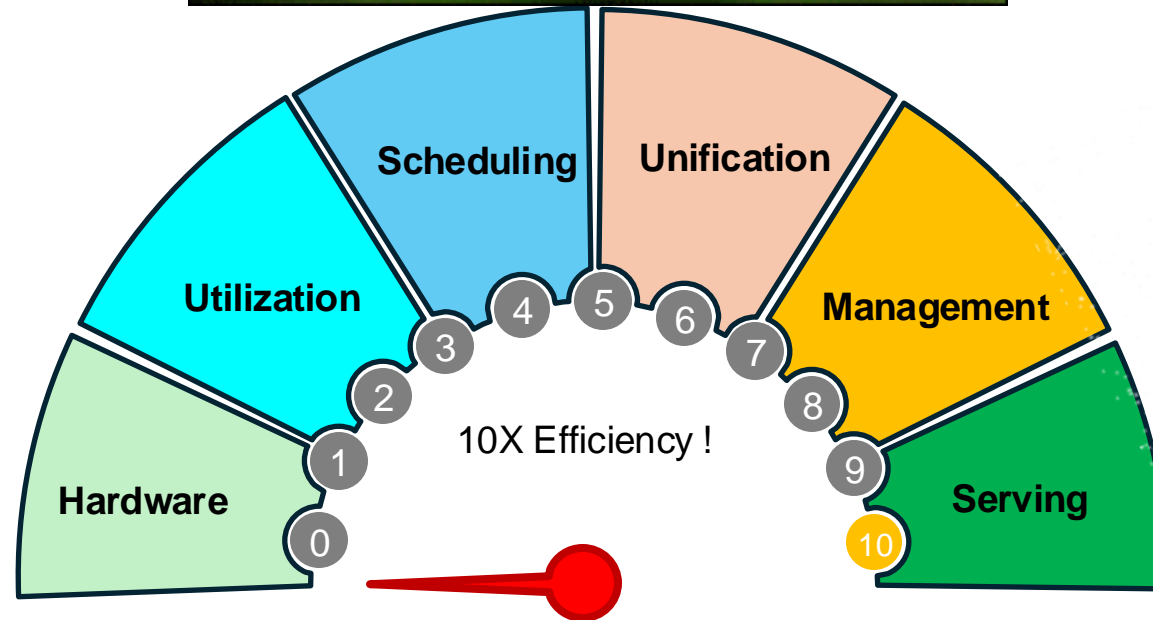 Scheduling
Unification
Utilization
Management
Hardware
Serving
0
1
2
3
4
5
6
7
8
9
10
10X Efficiency !